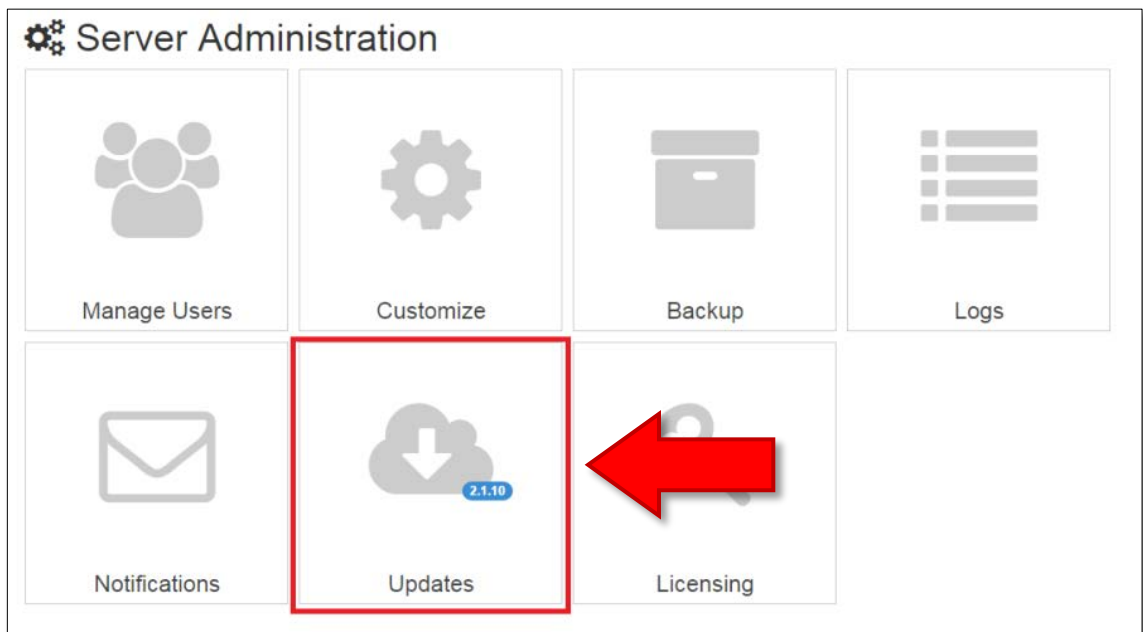 Server Administration
Manage Users Customize Backup Logs
2.1.10
Notifications Updates Licensing